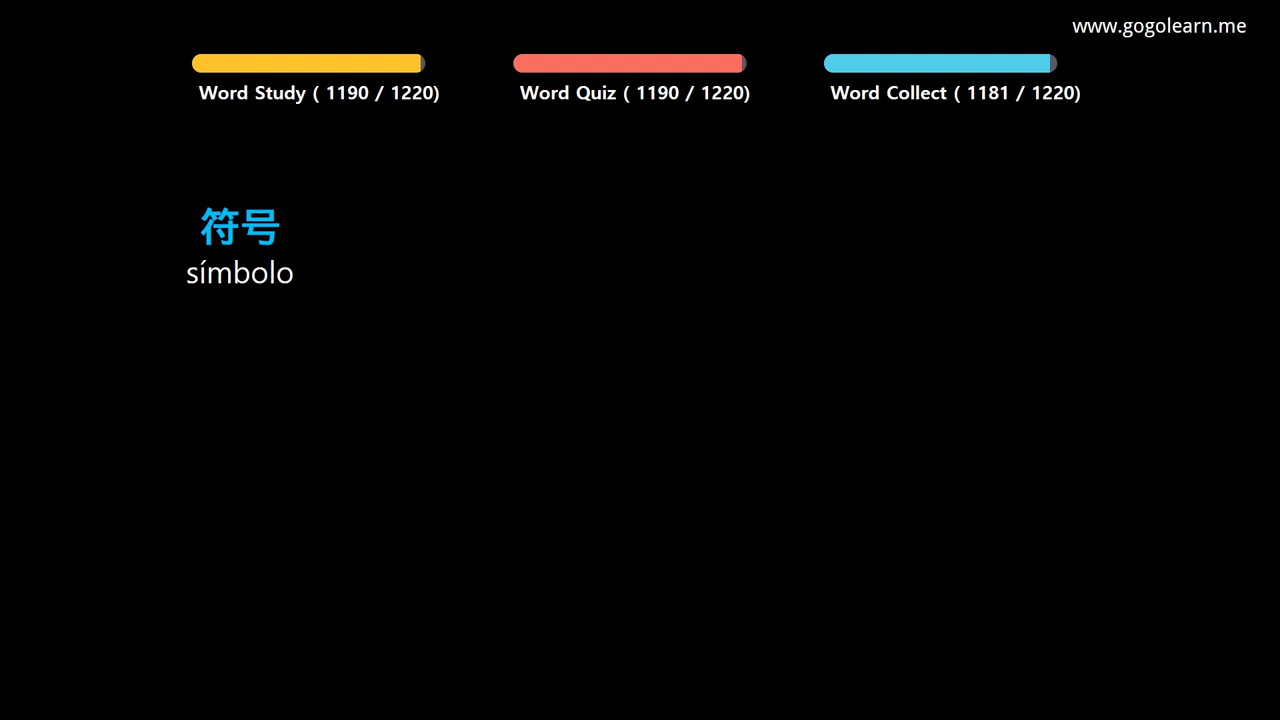 www.gogolearn.me
Word Study ( 1190 / 1220)
Word Quiz ( 1190 / 1220)
Word Collect ( 1181 / 1220)
符号
símbolo